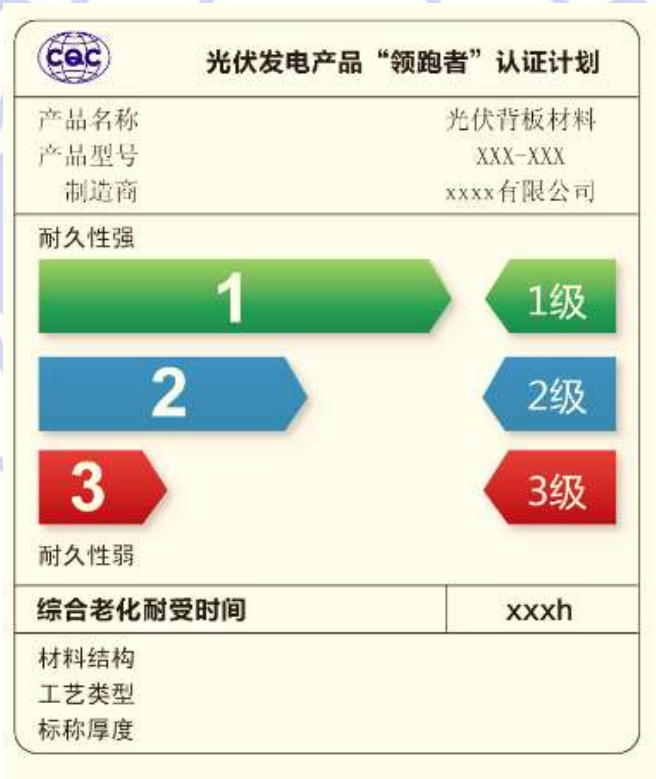 CQC
光伏发电产品“领跑者”认证计划
产品名称 光伏背板材料
产品型号 XXX-XXX
制造商 xxxx有限公司
耐久性强
1 1级
2 2级
3 3级
耐久性弱
综合老化耐受时间 xxxh
材料结构
工艺类型
标称厚度